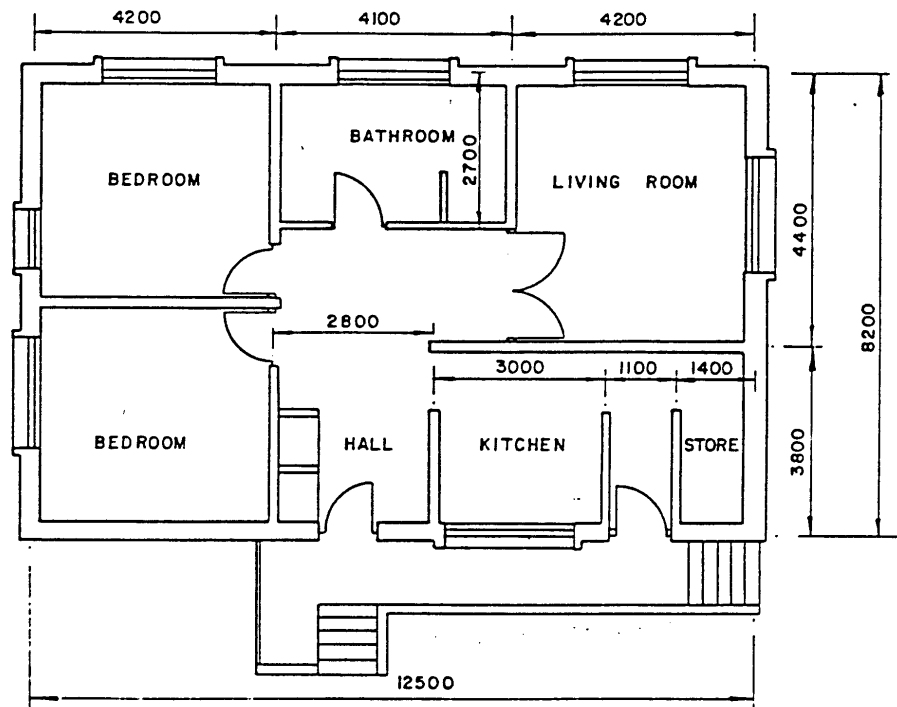 4200
4100
4200
BATHROOM
2700
BEDROOM
LIVING ROOM
4400
8200
2800
3000
1100
1400
BEDROOM
HALL
KITCHEN
STORE
3800
12500